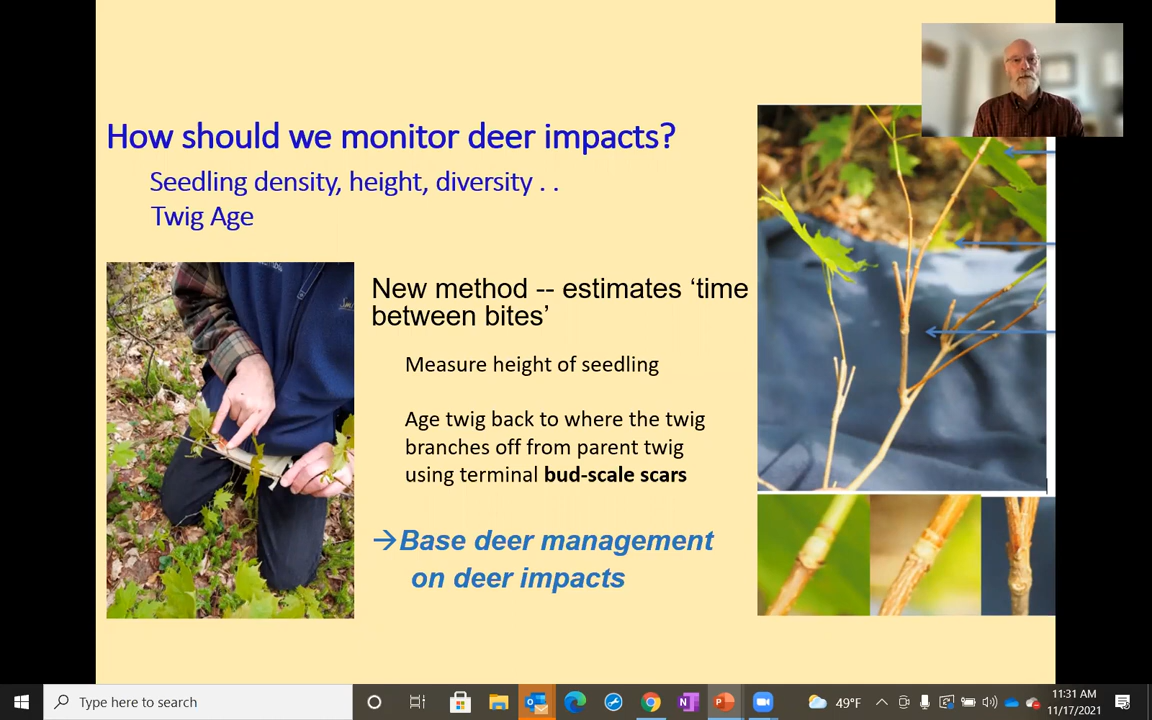 How should we monitor deer impacts?
Seedling density, height, diversity . .
Twig Age
New method -- estimates ‘time
between bites’
Measure height of seedling
Age twig back to where the twig
branches off from parent twig
using terminal bud-scale scars
→Base deer management
on deer impacts
Type here to search
49°F
11:31 AM
11/17/2021